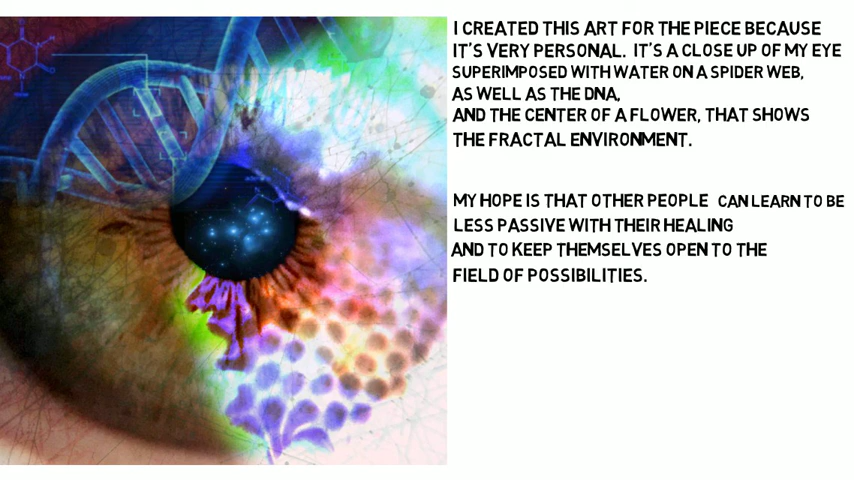 I CREATED THIS ART FOR THE PIECE BECAUSE
IT'S VERY PERSONAL. IT'S A CLOSE UP OF MY EYE
SUPERIMPOSED WITH WATER ON A SPIDER WEB,
AS WELL AS THE DNA,
AND THE CENTER OF A FLOWER, THAT SHOWS
THE FRACTAL ENVIRONMENT.
MY HOPE IS THAT OTHER PEOPLE CAN LEARN TO BE
LESS PASSIVE WITH THEIR HEALING
AND TO KEEP THEMSELVES OPEN TO THE
FIELD OF POSSIBILITIES.